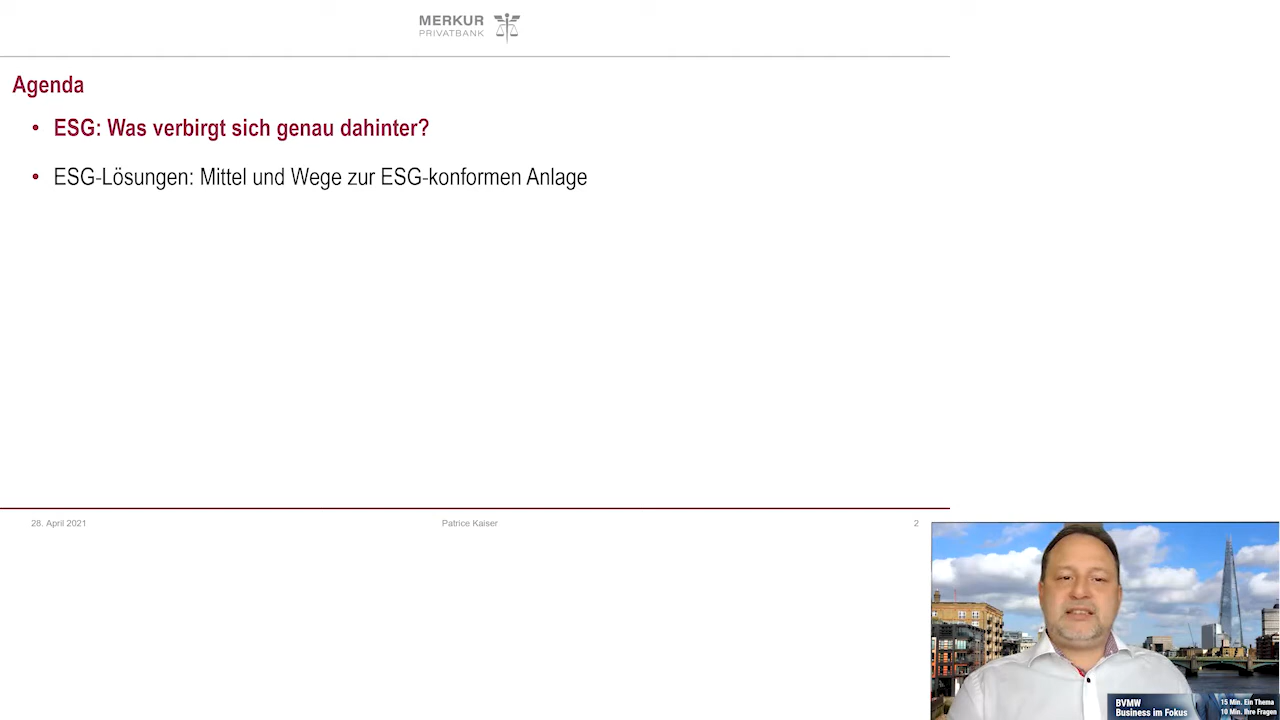 MERKUR
PRIVATBANK
Agenda
• ESG: Was verbirgt sich genau dahinter?
• ESG-Lösungen: Mittel und Wege zur ESG-konformen Anlage
28. April 2021
Patrice Kaiser
2
BVMW
Business im Fokus
15 Min. Ein Thema
10 Min. Ihre Fragen